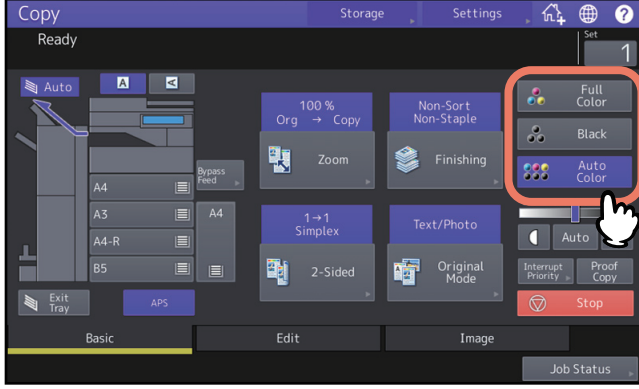 Copy
Storage
Settings
?
Ready
Set
1
Auto
A
A
100 %
Org → Copy
Zoom
Non-Sort
Non-Staple
Finishing
Full
Color
Black
Auto
Color
Bypass
Feed
A4
A3
A4-R
B5
A4
1→1
Simplex
2-Sided
Text/Photo
Original
Mode
Auto
Interrupt
Priority
Proof
Copy
Exit
Tray
APS
Stop
Basic
Edit
Image
Job Status